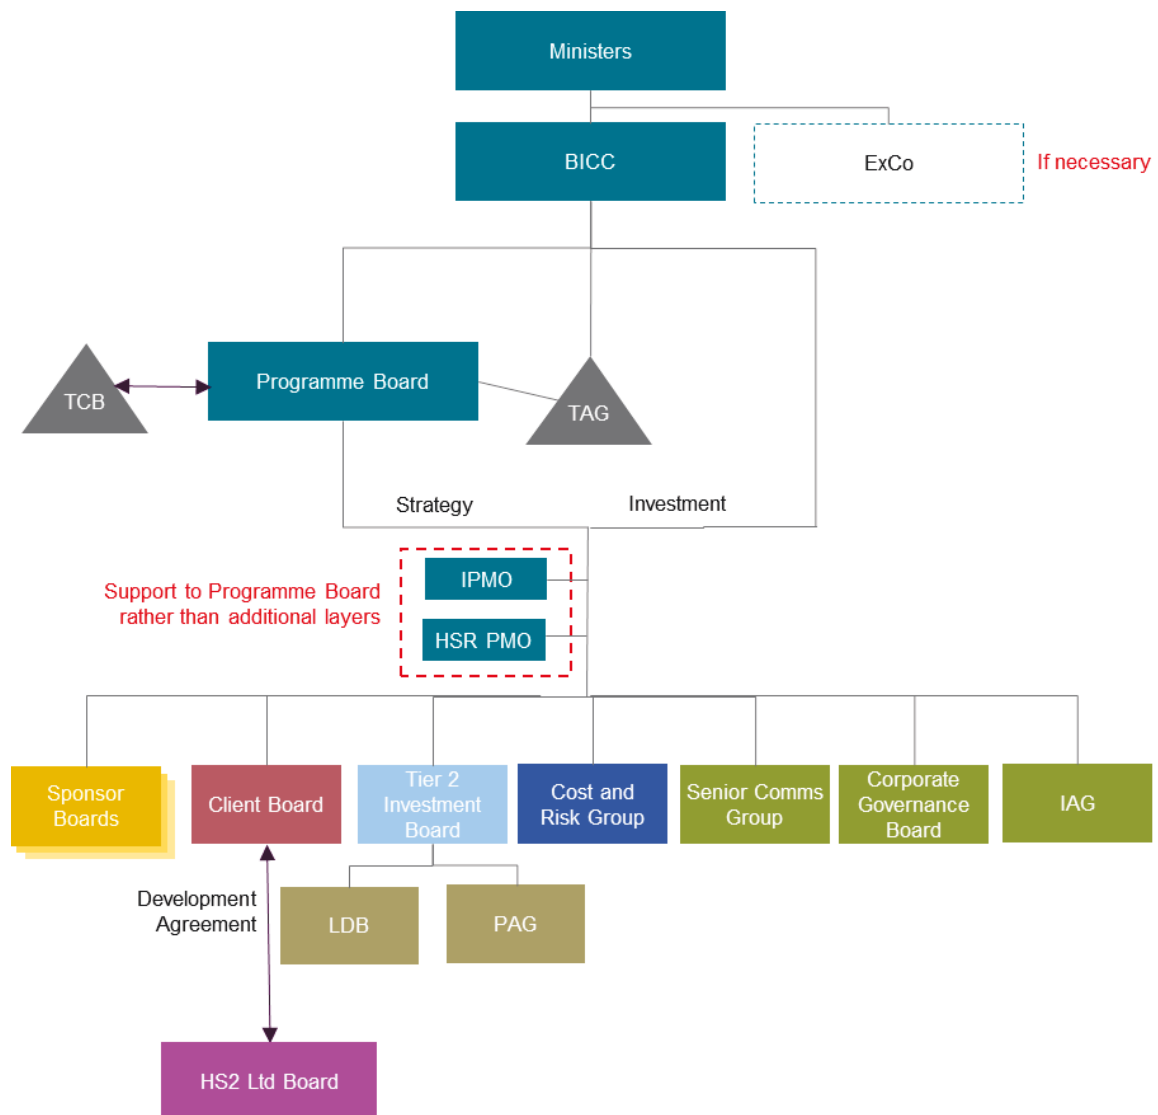 Ministers
BICC
ExCo
If necessary
Programme Board
TCB
TAG
Strategy
Investment
Support to Programme Board
rather than additional layers
IPMO
HSR PMO
Sponsor
Boards
Client Board
Tier 2
Investment
Board
Cost and
Risk Group
Senior Comms
Group
Corporate
Governance
Board
IAG
Development
Agreement
LDB
PAG
HS2 Ltd Board